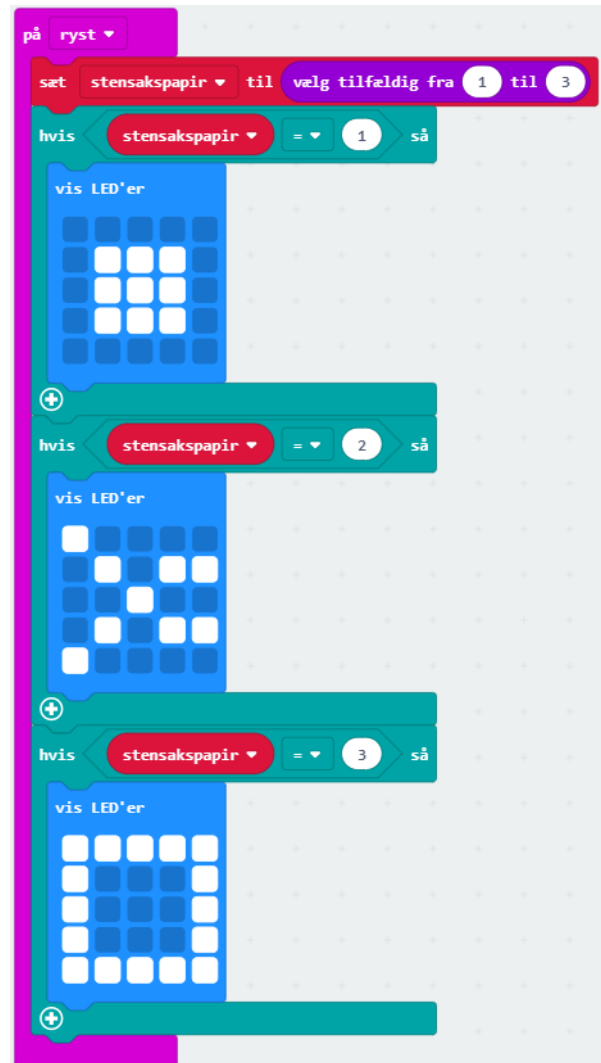 på ryst
sæt stensakspapir til vælg tilfældig fra 1 til 3
hvis stensakspapir = 1 så
vis LED'er
hvis stensakspapir = 2 så
vis LED'er
hvis stensakspapir = 3 så
vis LED'er